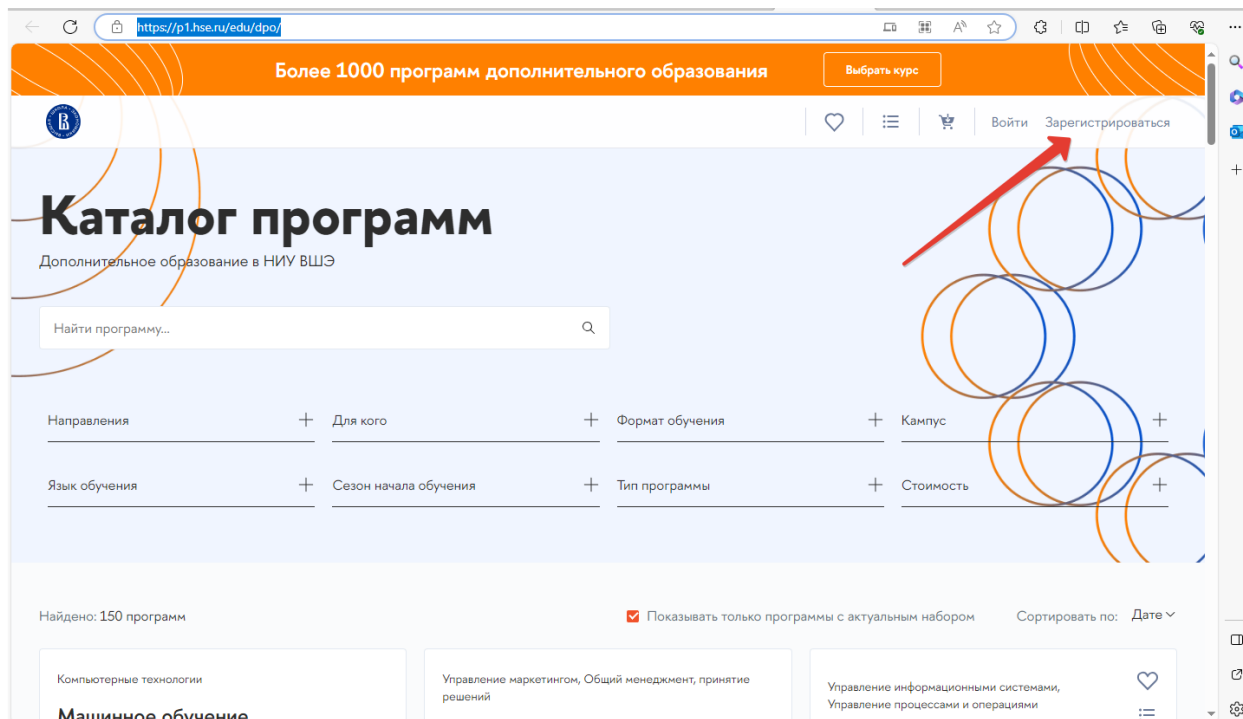 https://p1.hse.ru/edu/dpo/
Более 1000 программ дополнительного образования
Выбрать курс
Войти Зарегистрироваться
Каталог программ
Дополнительное образование в НИУ ВШЭ
Найти программу...
Направления Для кого Формат обучения Кампус
Язык обучения Сезон начала обучения Тип программы Стоимость
Найдено: 150 программ Показывать только программы с актуальным набором Сортировать по: Дате
Компьютерные технологии
Машинное обучение
Управление маркетингом, Общий менеджмент, принятие
решений
Управление информационными системами,
Управление процессами и операциями